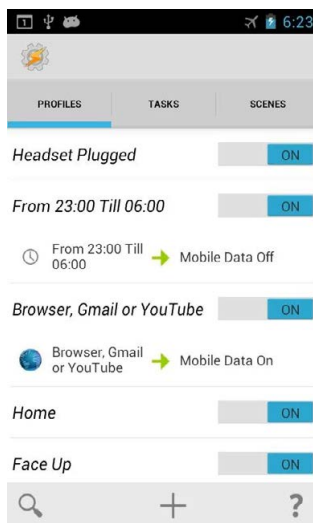 1 6:23
PROFILES TASKS SCENES
Headset Plugged ON
From 23:00 Till 06:00 ON
From 23:00 Till
06:00
Mobile Data Off
Browser, Gmail or YouTube ON
Browser, Gmail
or YouTube
Mobile Data On
Home ON
Face Up ON
?